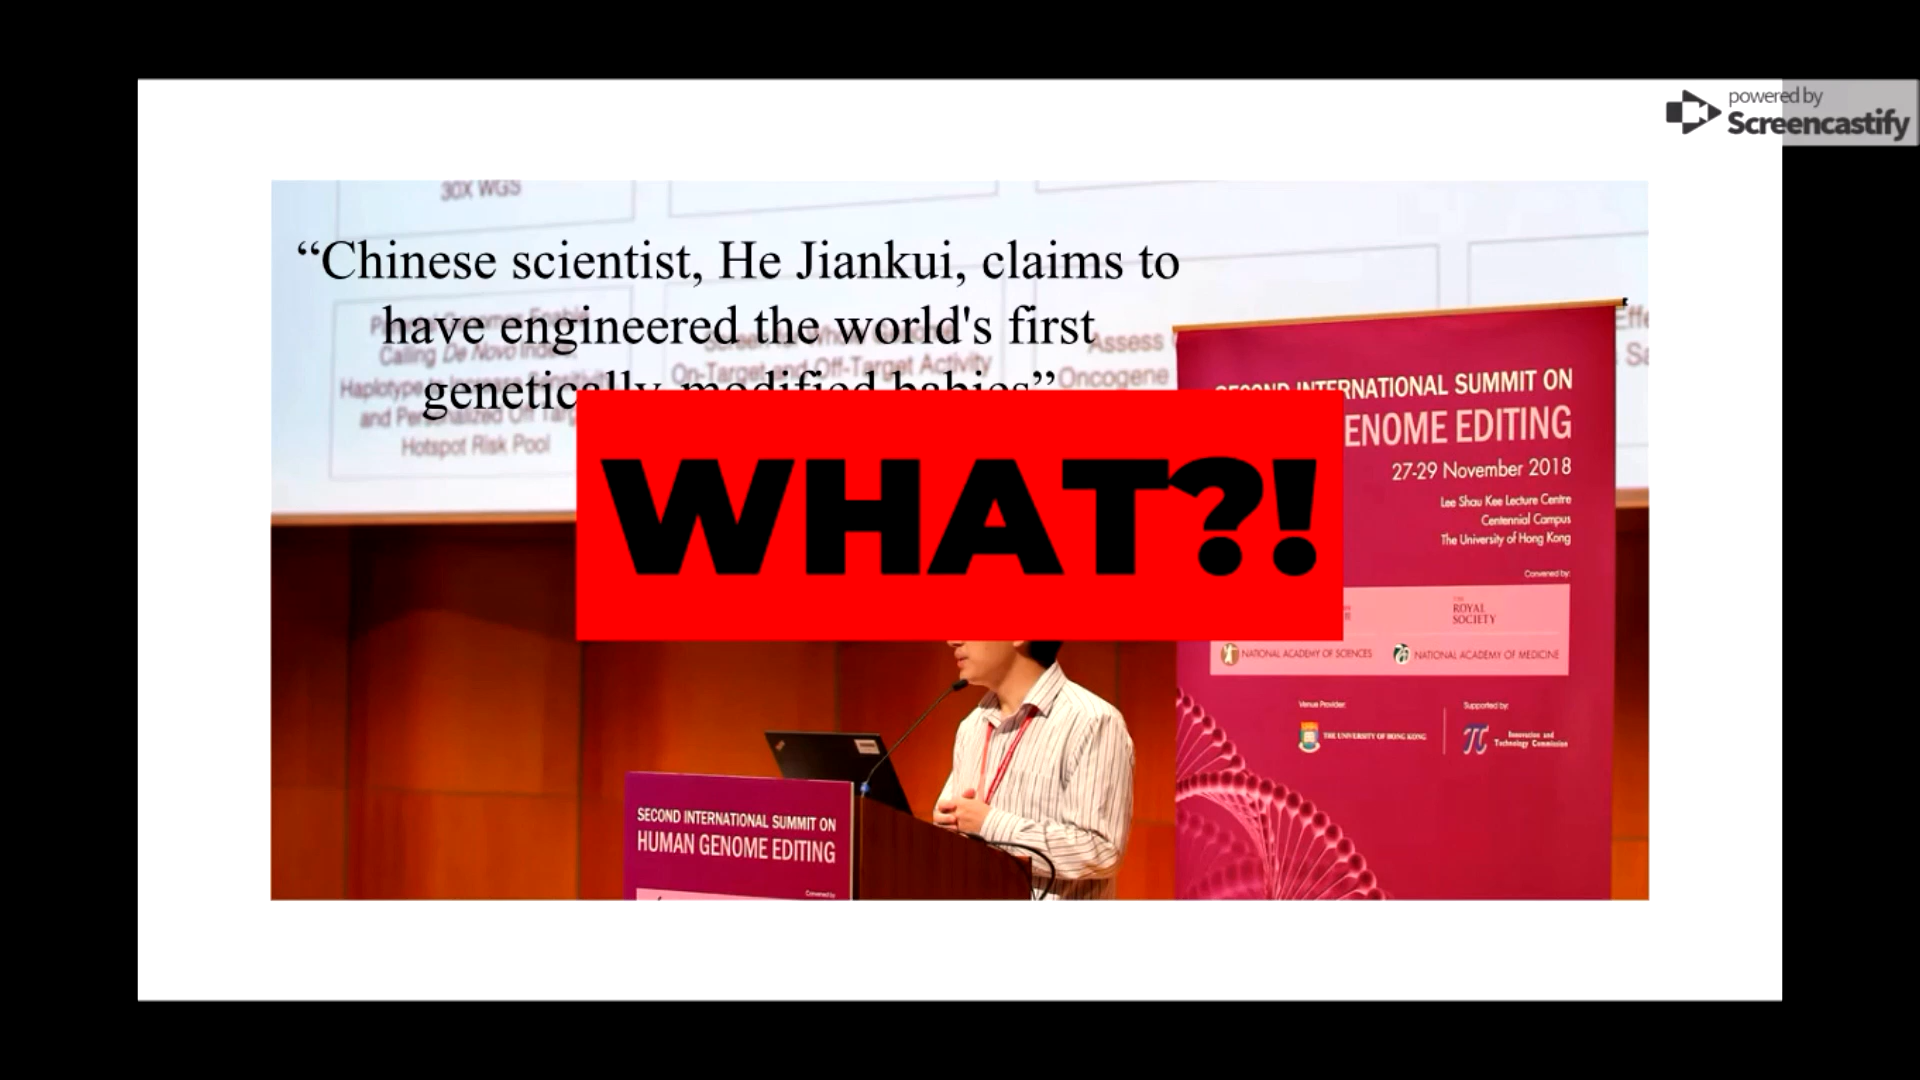 powered by
Screencastify
30X WGS
“Chinese scientist, He Jiankui, claims to
have engineered the world's first
genetically modified babies”
Calling De Novo
On-Target and Off-Target Activity
Assess
Oncogene
Haplotype
and
Hotspot Risk Pool
WHAT?!
SECOND INTERNATIONAL SUMMIT ON
ENOME EDITING
27-29 November 2018
Lee Shau Kee Lecture Centre
Centennial Campus
The University of Hong Kong
Convened by:
THE
ROYAL
SOCIETY
NATIONAL ACADEMY OF SCIENCES
NATIONAL ACADEMY OF MEDICINE
Venue Provider:
Supported by:
THE UNIVERSITY OF HONG KONG
Innovation and
Technology Commission
SECOND INTERNATIONAL SUMMIT ON
HUMAN GENOME EDITING
Convened by